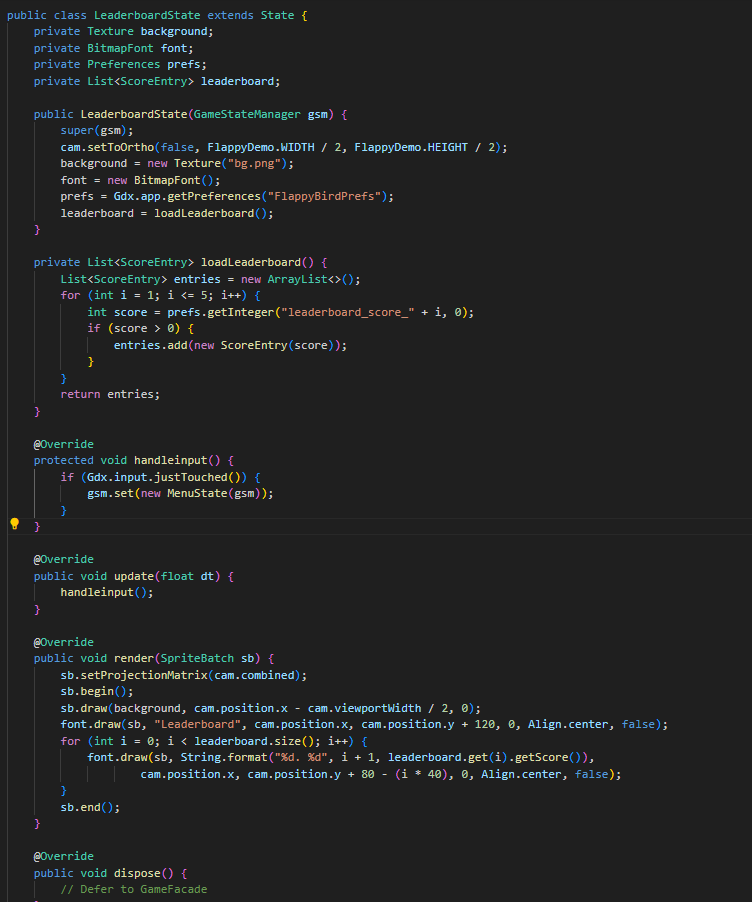 public class LeaderboardState extends State {
    private Texture background;
    private BitmapFont font;
    private Preferences prefs;
    private List<ScoreEntry> leaderboard;

    public LeaderboardState(GameStateManager gsm) {
        super(gsm);
        cam.setToOrtho(false, FlappyDemo.WIDTH / 2, FlappyDemo.HEIGHT / 2);
        background = new Texture("bg.png");
        font = new BitmapFont();
        prefs = Gdx.app.getPreferences("FlappyBirdPrefs");
        leaderboard = loadLeaderboard();
    }

    private List<ScoreEntry> loadLeaderboard() {
        List<ScoreEntry> entries = new ArrayList<>();
        for (int i = 1; i <= 5; i++) {
            int score = prefs.getInteger("leaderboard_score_" + i, 0);
            if (score > 0) {
                entries.add(new ScoreEntry(score));
            }
        }
        return entries;
    }

    @Override
    protected void handleinput() {
        if (Gdx.input.justTouched()) {
            gsm.set(new MenuState(gsm));
        }
    }

    @Override
    public void update(float dt) {
        handleinput();
    }

    @Override
    public void render(SpriteBatch sb) {
        sb.setProjectionMatrix(cam.combined);
        sb.begin();
        sb.draw(background, cam.position.x - cam.viewportWidth / 2, 0);
        font.draw(sb, "Leaderboard", cam.position.x, cam.position.y + 120, 0, Align.center, false);
        for (int i = 0; i < leaderboard.size(); i++) {
            font.draw(sb, String.format("%d. %d", i + 1, leaderboard.get(i).getScore()),
                    cam.position.x, cam.position.y + 80 - (i * 40), 0, Align.center, false);
        }
        sb.end();
    }

    @Override
    public void dispose() {
        // Defer to GameFacade